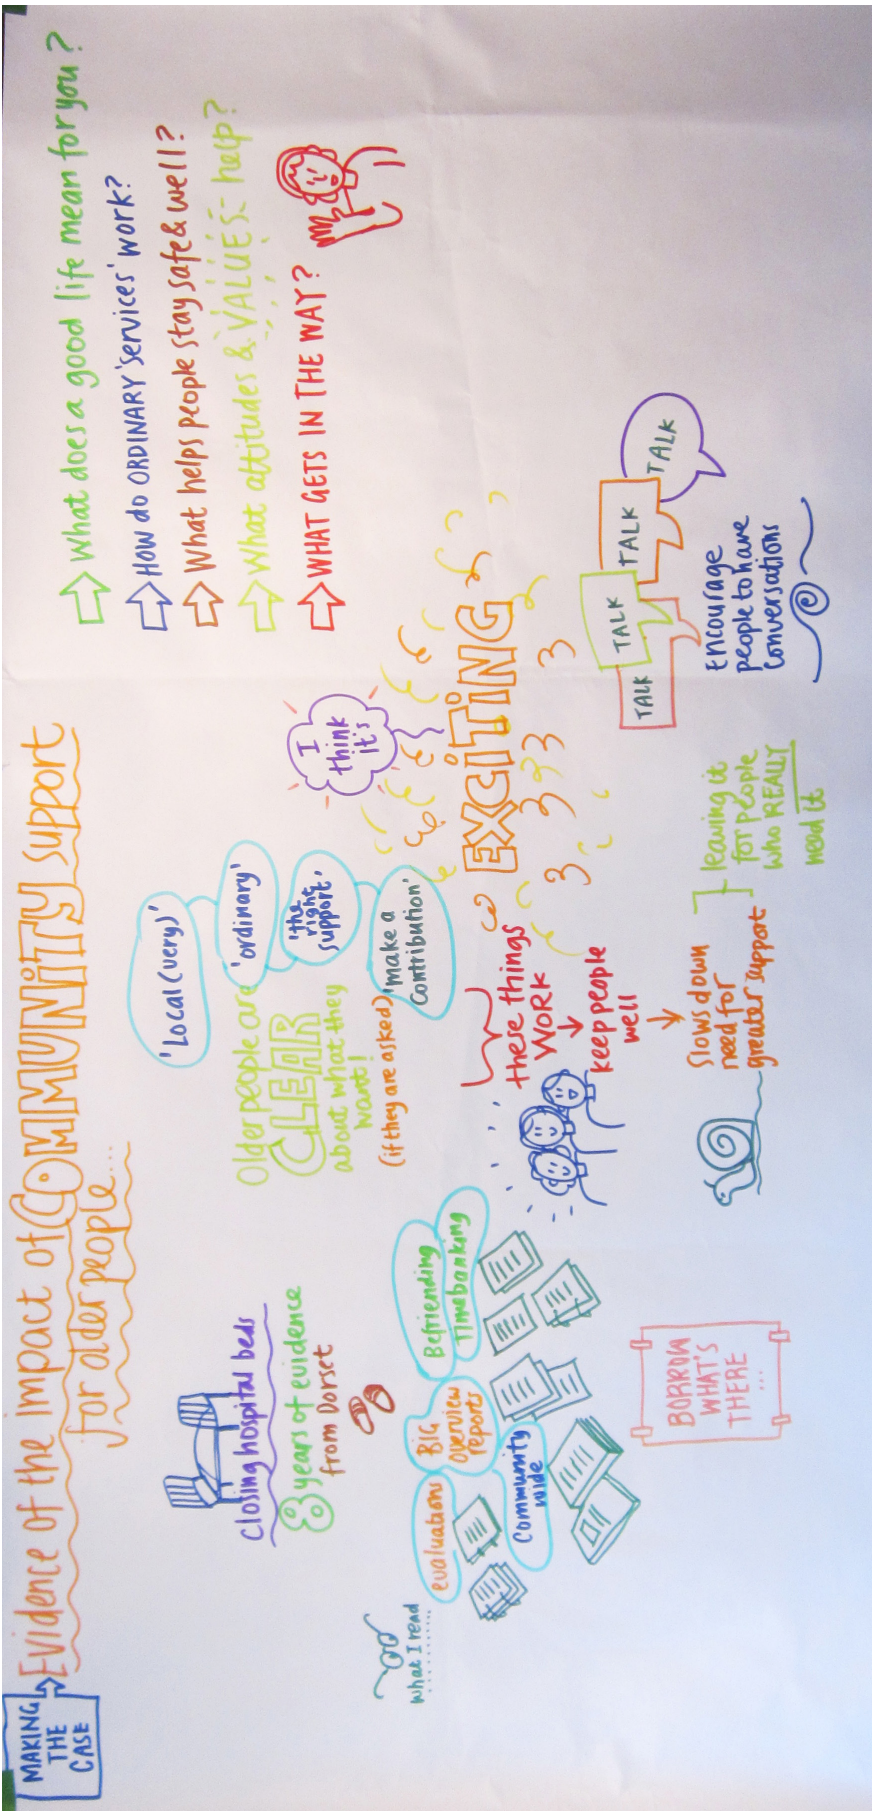 MAKING
THE
CASE
Evidence of the Impact of COMMUNITY support
for older people...
closing hospital beds
8 years of evidence
from Dorset
what I read
evaluations
BIG
overview
reports
Community
wide
Befriending
Timebanking
BORROW
WHAT'S
THERE
...
Older people are
CLEAR
about what they
want!
(if they are asked)
'Local (very)'
'ordinary'
'the
right
support'
'make a
contribution'
these things
WORK
keep people
well
Slows down
need for
greater support
leaving it
for people
who REALLY
need it
I
think
it's
EXCITING
TALK
TALK
TALK
TALK
Encourage
people to have
conversations
What does a good life mean for you?
How do ORDINARY 'services' work?
What helps people stay safe & well?
What attitudes & VALUES help?
WHAT GETS IN THE WAY?